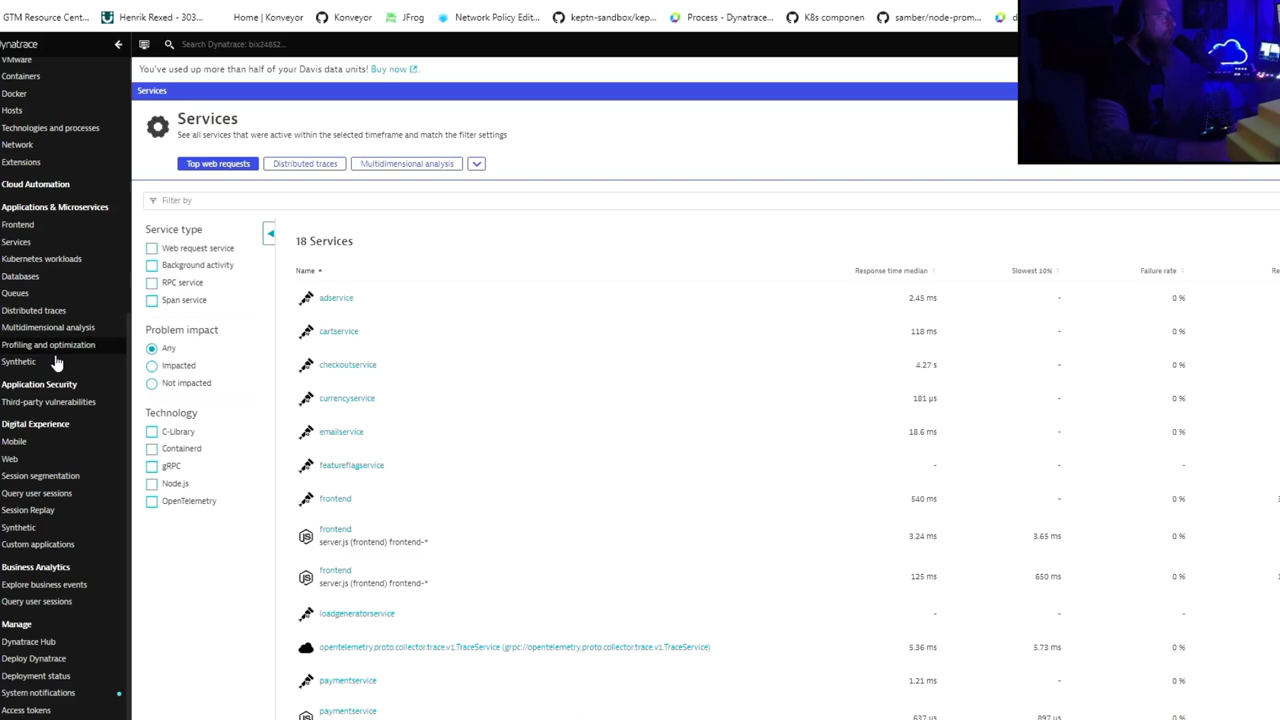 GTM Resource Cent...
Henrik Rexed - 303...
Home | Konveyor
Konveyor
JFrog
Network Policy Edit...
keptn-sandbox/kep...
Process - Dynatrace...
K8s componen
samber/node-prom...
dynatrace
Search Dynatrace: bix24852...
You've used up more than half of your Davis data units! Buy now.
VMware
Containers
Docker
Hosts
Technologies and processes
Network
Extensions
Cloud Automation
Applications & Microservices
Frontend
Services
Kubernetes workloads
Databases
Queues
Distributed traces
Multidimensional analysis
Profiling and optimization
Synthetic
Application Security
Third-party vulnerabilities
Digital Experience
Mobile
Web
Session segmentation
Query user sessions
Session Replay
Synthetic
Custom applications
Business Analytics
Explore business events
Query user sessions
Manage
Dynatrace Hub
Deploy Dynatrace
Deployment status
System notifications
Access tokens
Services
Services
See all services that were active within the selected timeframe and match the filter settings
Top web requests
Distributed traces
Multidimensional analysis
Filter by
Service type
Web request service
Background activity
RPC service
Span service
Problem impact
Any
Impacted
Not impacted
Technology
C-Library
Containerd
gRPC
Node.js
OpenTelemetry
18 Services
Name Response time median Slowest 10% Failure rate Re
adservice 2.45 ms - 0 %
cartservice 118 ms - 0 %
checkoutservice 4.27 s - 0 %
currencyservice 181 µs - 0 %
emailservice 18.6 ms - 0 %
featureflagservice - - -
frontend 540 ms - 0 %
frontend
server.js (frontend) frontend-* 3.24 ms 3.65 ms 0 %
frontend
server.js (frontend) frontend-* 125 ms 650 ms 0 %
loadgeneratorservice - - -
opentelemetry.proto.collector.trace.v1.TraceService (grpc://opentelemetry.proto.collector.trace.v1.TraceService) 5.36 ms 5.73 ms 0 %
paymentservice 1.21 ms - 0 %
paymentservice 637 µs 897 µs 0 %